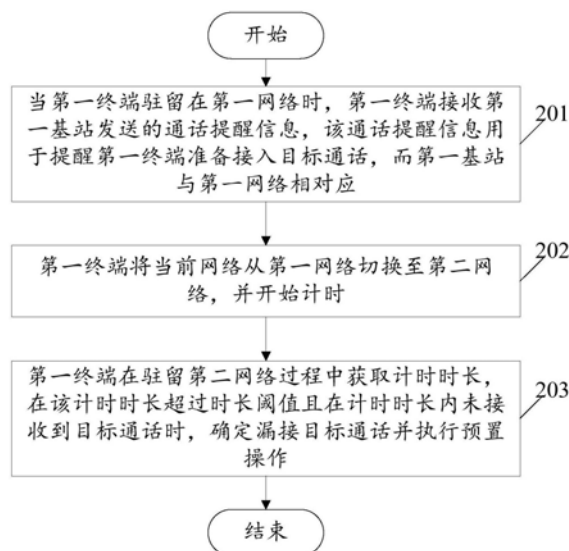 开始
当第一终端驻留在第一网络时，第一终端接收第
一基站发送的通话提醒信息，该通话提醒信息用
于提醒第一终端准备接入目标通话，而第一基站
与第一网络相对应
201
第一终端将当前网络从第一网络切换至第二网
络，并开始计时
202
第一终端在驻留第二网络过程中获取计时时长，
在该计时时长超过时长阈值且在计时时长内未接
收到目标通话时，确定漏接目标通话并执行预置
操作
203
结束